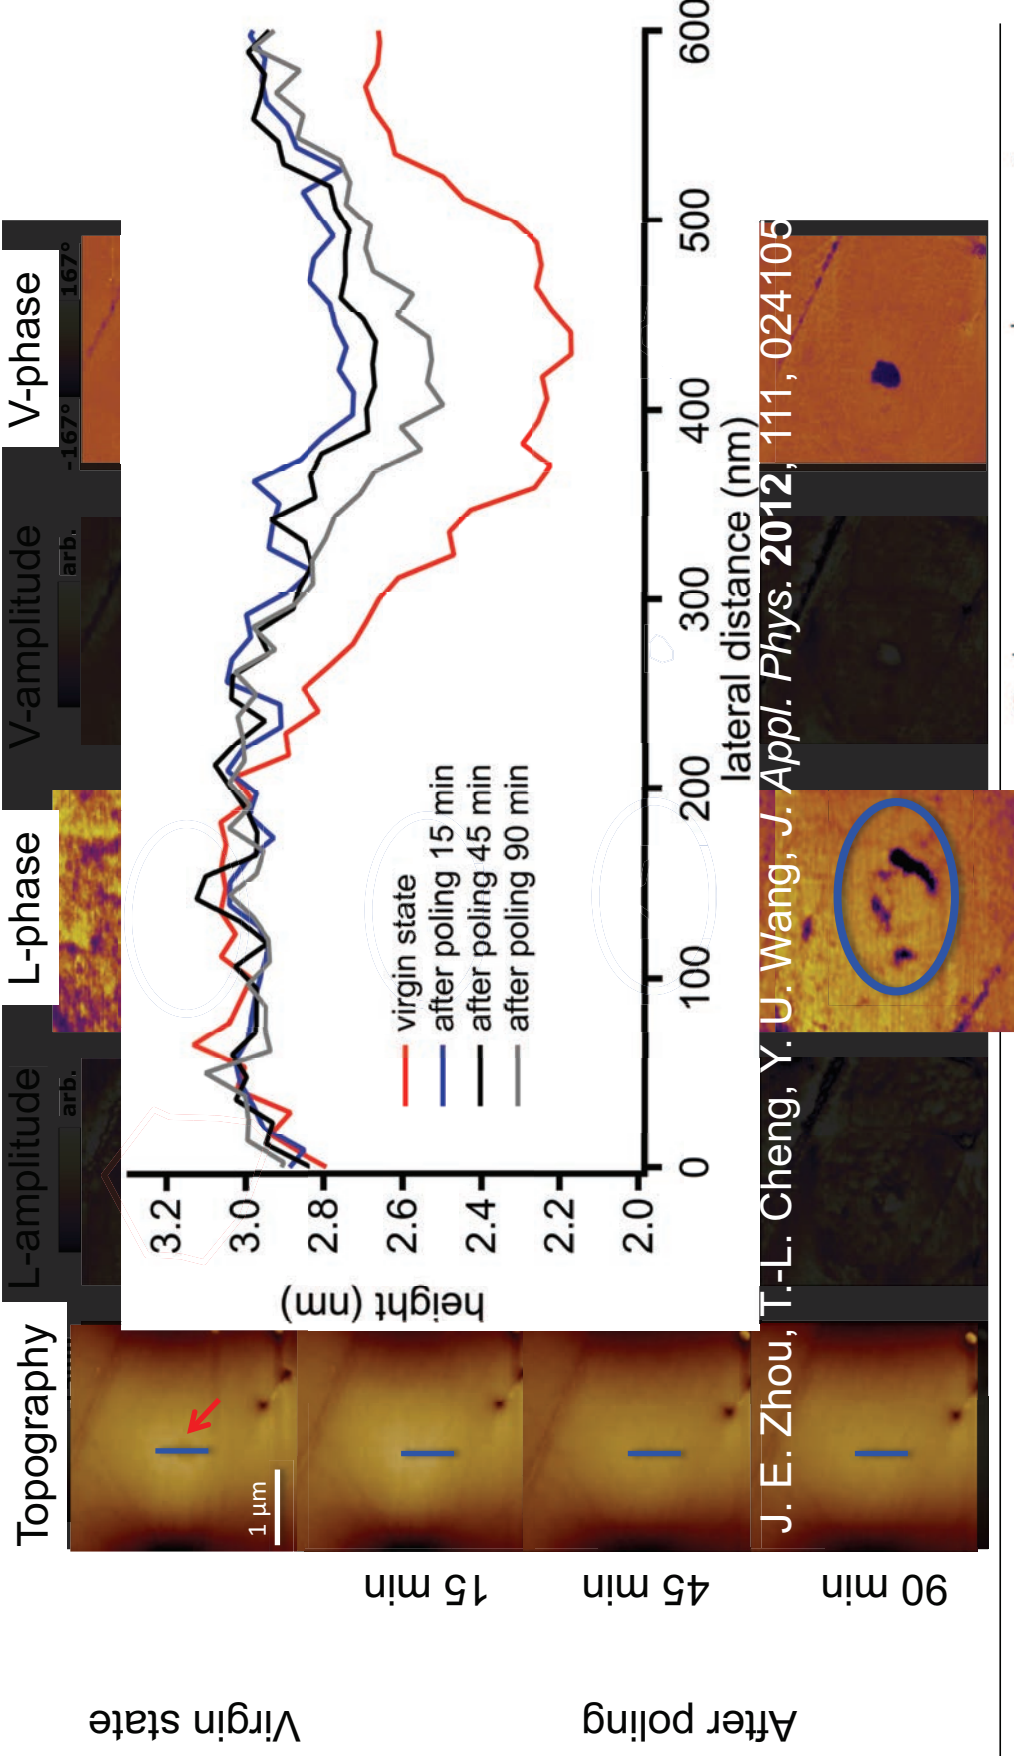 Topography
L-amplitude
L-phase
V-amplitude
V-phase
arb.
arb.
-167° 167°
Virgin state
1 µm
After poling
15 min
45 min
90 min
height (nm)
3.2
3.0
2.8
2.6
2.4
2.2
2.0
virgin state
after poling 15 min
after poling 45 min
after poling 90 min
0 100 200 300 400 500 600
lateral distance (nm)
J. E. Zhou, T.-L. Cheng, Y. U. Wang, J. Appl. Phys. 2012, 111, 024105